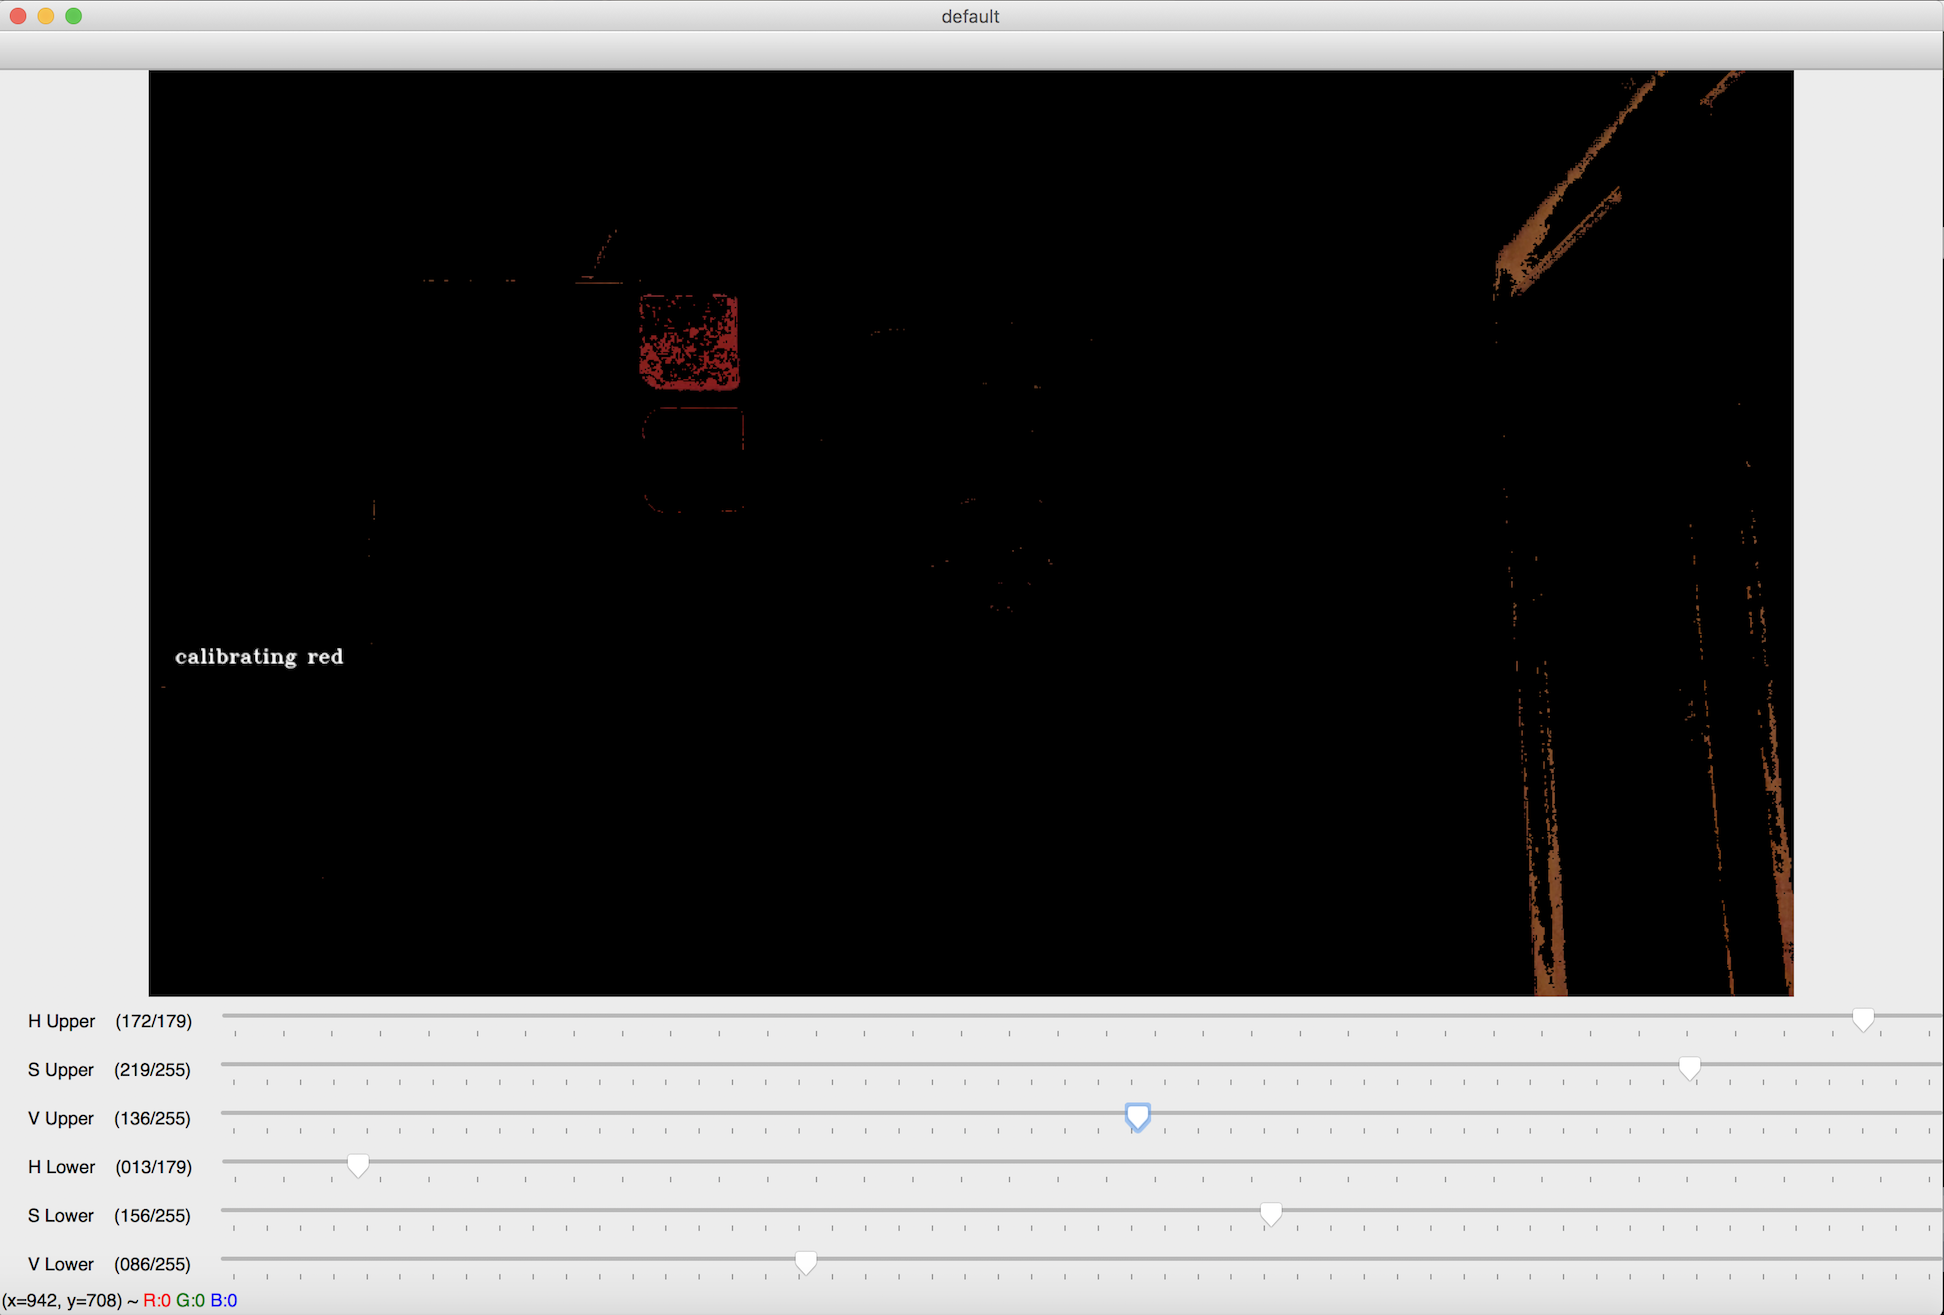 default
calibrating red
H Upper (172/179)
S Upper (219/255)
V Upper (136/255)
H Lower (013/179)
S Lower (156/255)
V Lower (086/255)
(x=942, y=708) ~ R:0 G:0 B:0